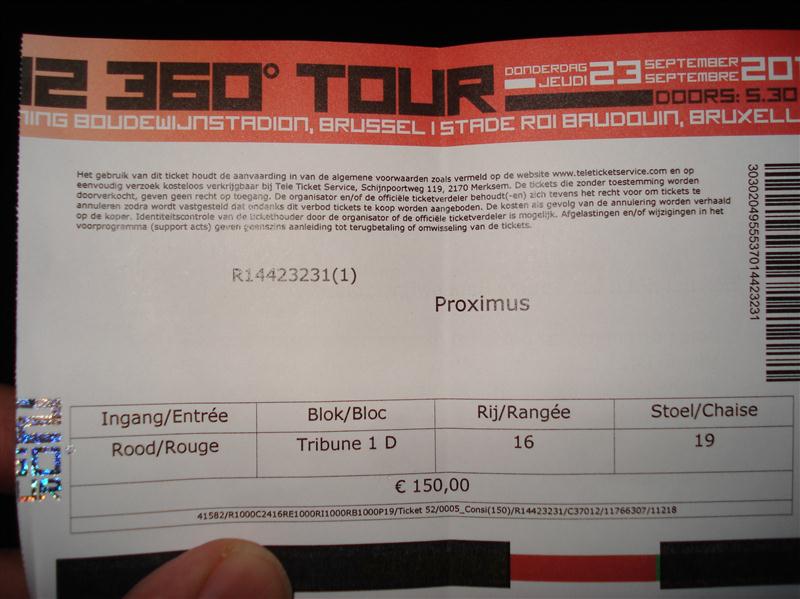 2 360° TOUR
DONDERDAG JEUDI 23 SEPTEMBER SEPTEMBRE 201
DOORS: 5.30
NING BOUDEWIJNSTADION, BRUSSEL | STADE ROI BAUDOUIN, BRUXELL
Het gebruik van dit ticket houdt de aanvaarding in van de algemene voorwaarden zoals vermeld op de website www.teleticketservice.com en op
eenvoudig verzoek kosteloos verkrijgbaar bij Tele Ticket Service, Schijnpoortweg 119, 2170 Merksem. De tickets die zonder toestemming worden
doorverkocht, geven geen recht op toegang. De organisator en/of de officiële ticketverdeler behoudt(-en) zich tevens het recht voor om tickets te
annuleren zodra wordt vastgesteld dat ondanks dit verbod tickets te koop worden aangeboden. De kosten als gevolg van de annulering worden verhaald
op de koper. Identiteitscontrole van de tickethouder door de organisator of de officiële ticketverdeler is mogelijk. Afgelastingen en/of wijzigingen in het
voorprogramma (support acts) geven geenszins aanleiding tot terugbetaling of omwisseling van de tickets.
30302049555370144​23231
R14423231(1)
Proximus
Ingang/Entrée Blok/Bloc Rij/Rangée Stoel/Chaise
Rood/Rouge Tribune 1 D 16 19
€ 150,00
41582/R1000C2416RE1000RI1000RB1000P19/Ticket 52/0005_Consi(150)/R14423231/C37012/11766307/11218